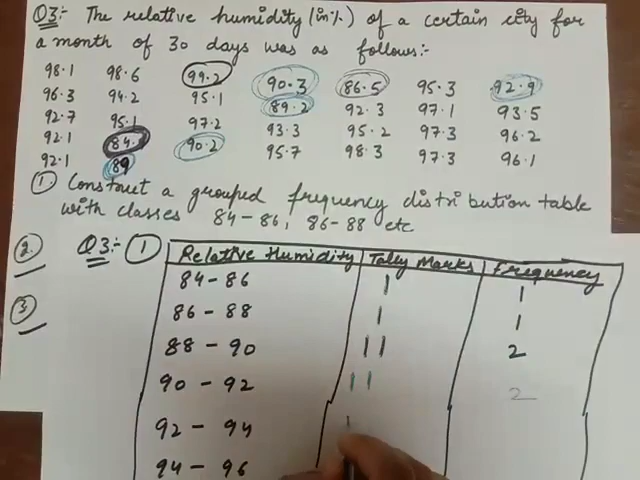 Q3:- The relative humidity (in %) of a certain city for
a month of 30 days was as follows:-
98.1 98.6 99.2 90.3 86.5 95.3 92.9
96.3 94.2 95.1 89.2 92.3 97.1 93.5
92.7 95.1 97.2 93.3 95.2 97.3 96.2
92.1 84. 90.2 95.7 98.3 97.3 96.1
92.1 89
① Construct a grouped frequency distribution table
with classes 84-86, 86-88 etc
2.
③
Q3:- ①
Relative Humidity Tally Marks Frequency
84-86 | 1
86-88 | 1
88-90 || 2
90-92 || 2
92-94 |
94-96